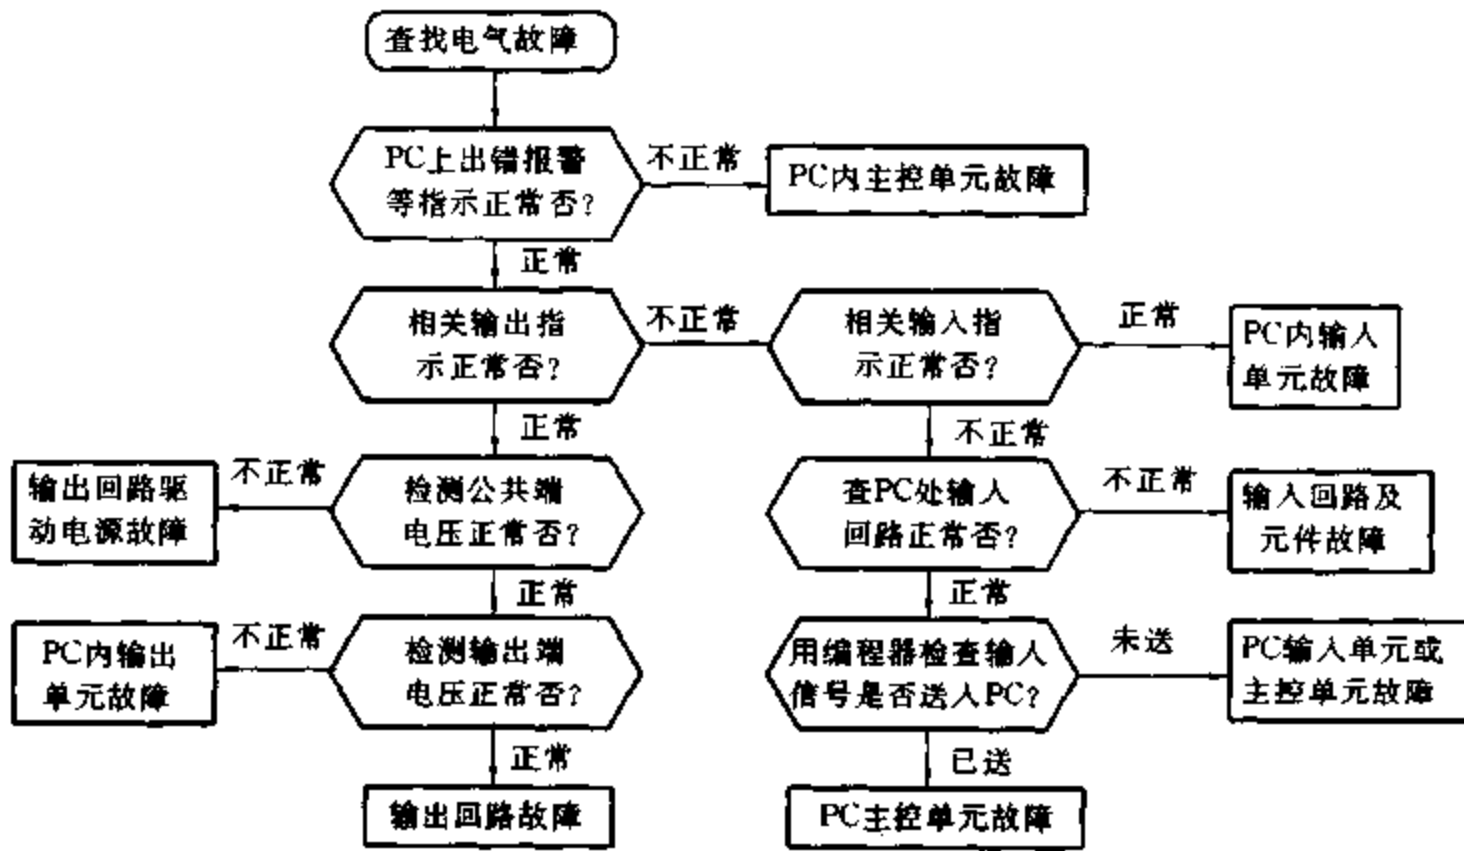 查找电气故障
PC上出错报警
等指示正常否?
不正常
PC内主控单元故障
正常
相关输出指
示正常否?
不正常
相关输入指
示正常否?
正常
PC内输入
单元故障
正常
不正常
输出回路驱
动电源故障
不正常
检测公共端
电压正常否?
查PC处输入
回路正常否?
不正常
输入回路及
元件故障
正常
正常
PC内输出
单元故障
不正常
检测输出端
电压正常否?
用编程器检查输入
信号是否送入PC?
未送
PC输入单元或
主控单元故障
正常
已送
输出回路故障
PC主控单元故障